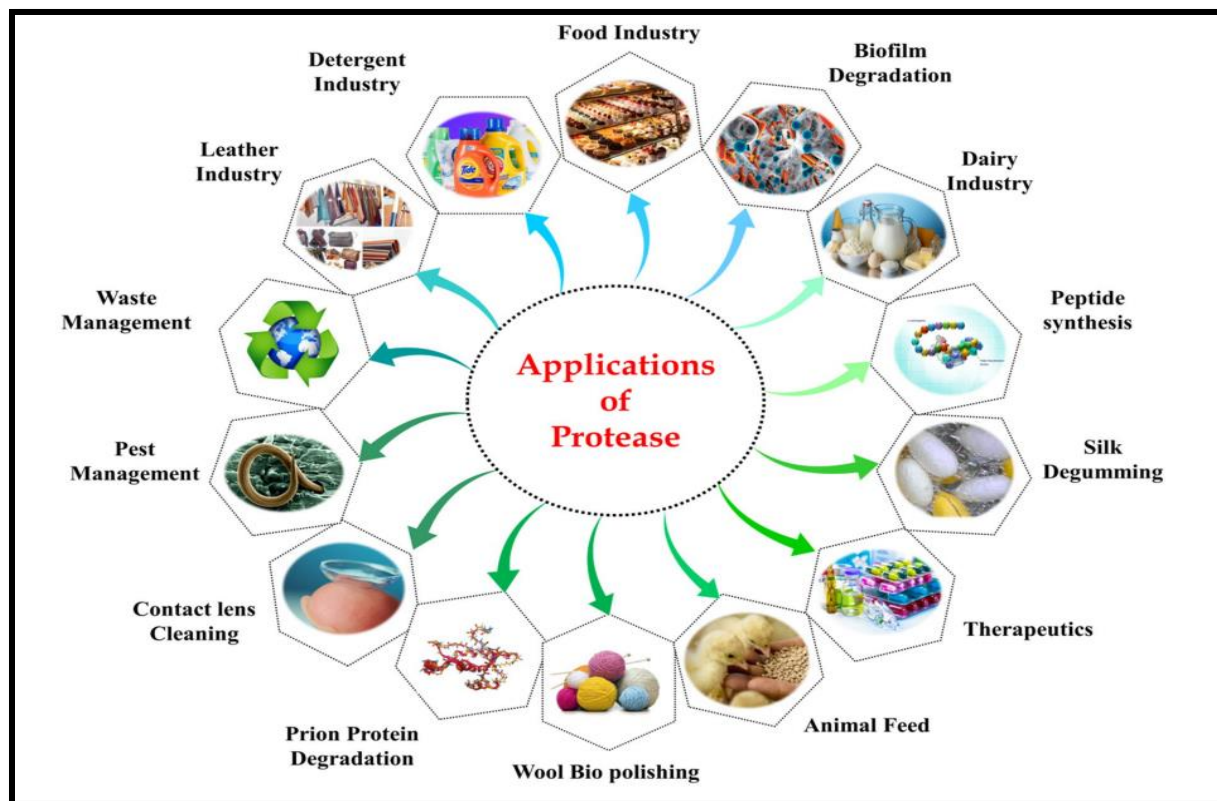 Food Industry
Biofilm
Degradation
Detergent
Industry
Dairy
Industry
Leather
Industry
Tide
Waste
Management
Peptide
synthesis
Applications
of
Protease
Pest
Management
Silk
Degumming
Contact lens
Cleaning
Therapeutics
Prion Protein
Degradation
Animal Feed
Wool Bio polishing